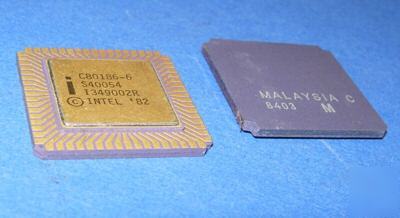 i C80186-6
S40054
I349002R
© INTEL '82
MALAYSIA C
8403 M